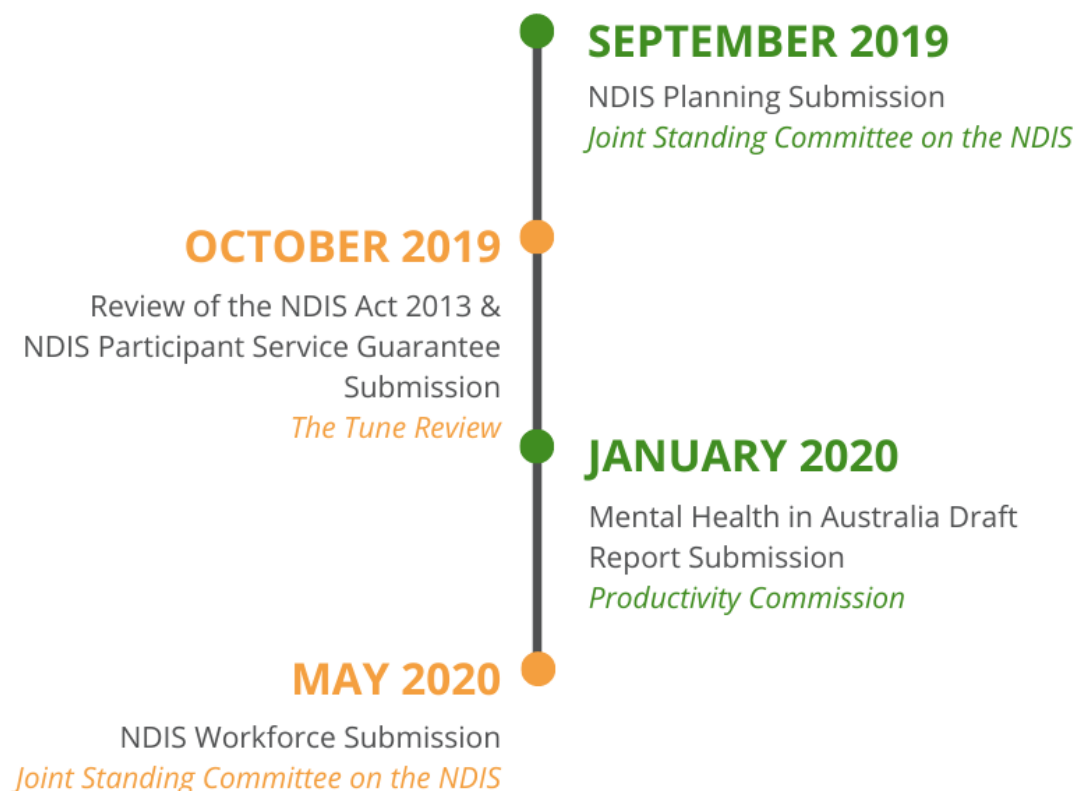 SEPTEMBER 2019
NDIS Planning Submission
Joint Standing Committee on the NDIS
OCTOBER 2019
Review of the NDIS Act 2013 &
NDIS Participant Service Guarantee
Submission
The Tune Review
JANUARY 2020
Mental Health in Australia Draft
Report Submission
Productivity Commission
MAY 2020
NDIS Workforce Submission
Joint Standing Committee on the NDIS